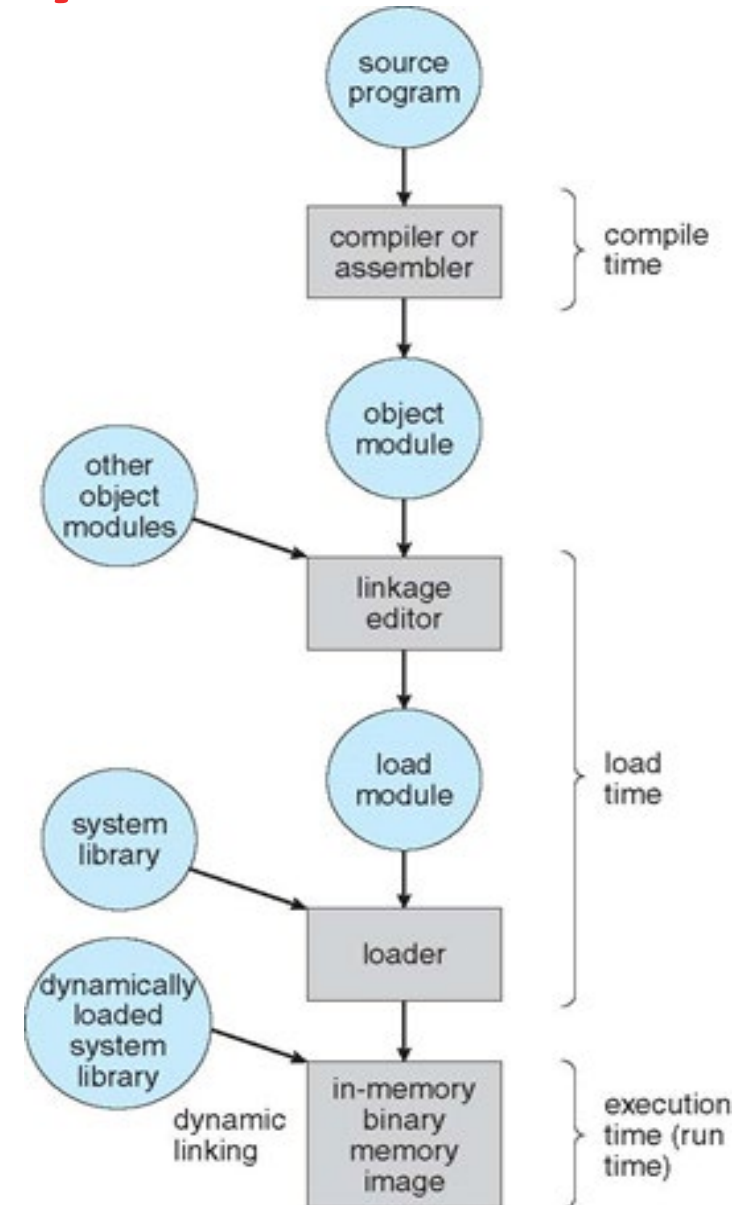 source
program
compiler or
assembler
compile
time
object
module
other
object
modules
linkage
editor
load
module
load
time
system
library
loader
dynamically
loaded
system
library
dynamic
linking
in-memory
binary
memory
image
execution
time (run
time)